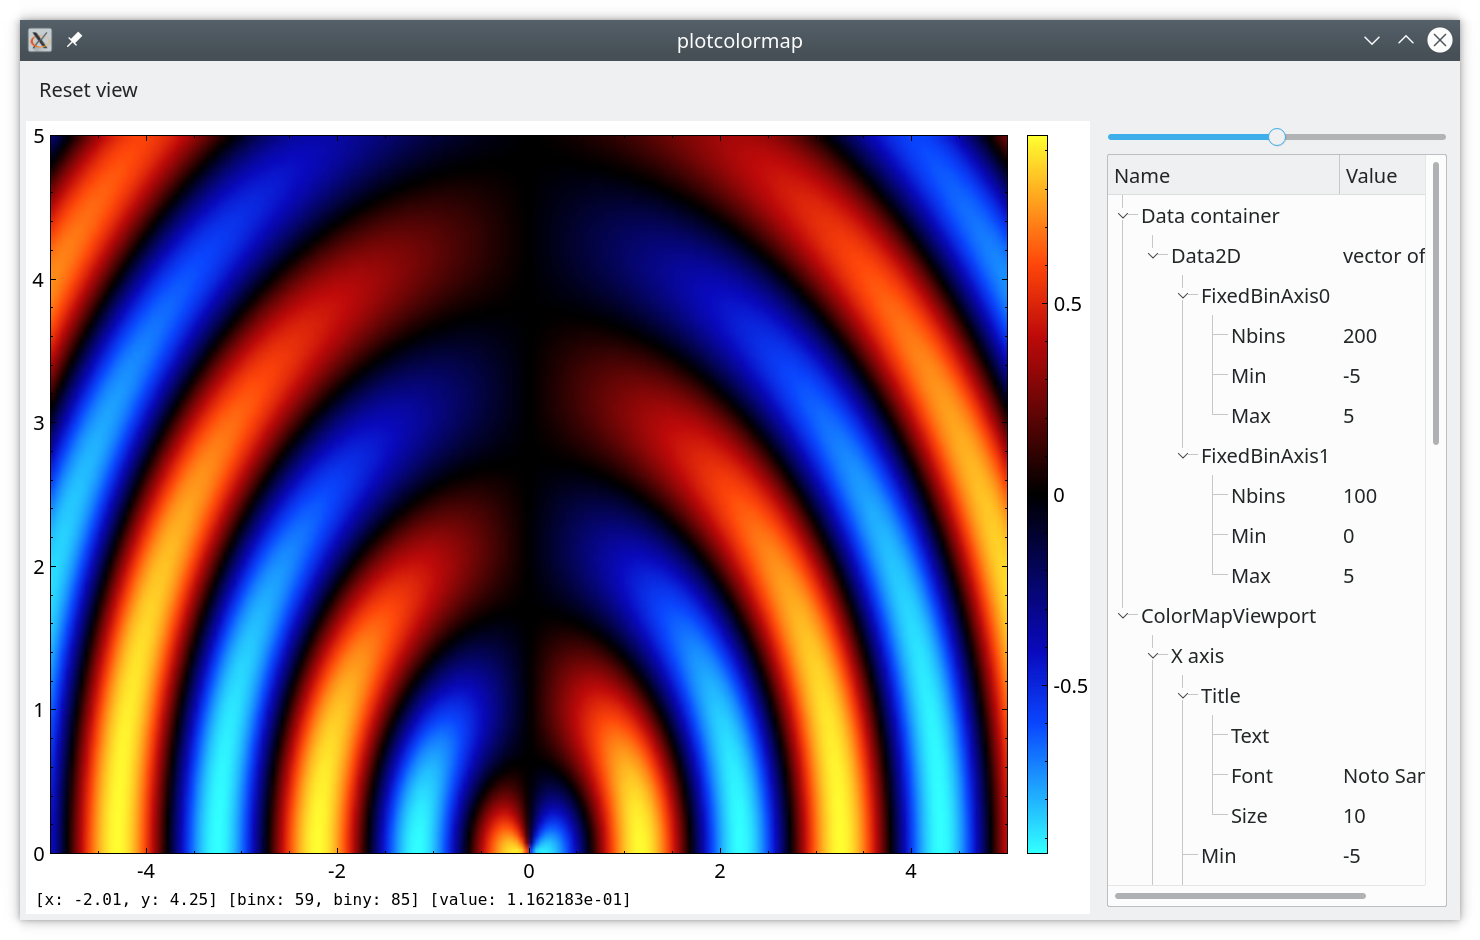 plotcolormap
Reset view
5
4
3
2
1
0
-4
-2
0
2
4
0.5
0
-0.5
[x: -2.01, y: 4.25] [binx: 59, biny: 85] [value: 1.162183e-01]
Name Value
Data container
Data2D vector of
FixedBinAxis0
Nbins 200
Min -5
Max 5
FixedBinAxis1
Nbins 100
Min 0
Max 5
ColorMapViewport
X axis
Title
Text
Font Noto San
Size 10
Min -5